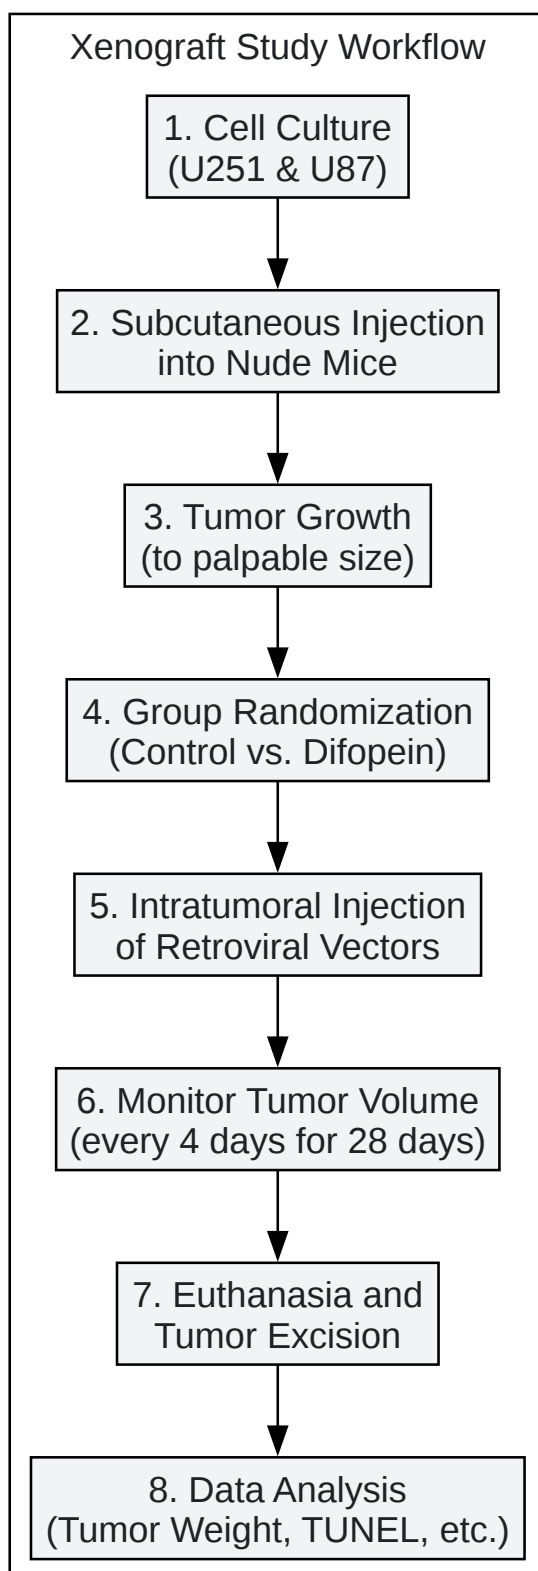 Xenograft Study Workflow
1. Cell Culture
(U251 & U87)
2. Subcutaneous Injection
into Nude Mice
3. Tumor Growth
(to palpable size)
4. Group Randomization
(Control vs. Difopein)
5. Intratumoral Injection
of Retroviral Vectors
6. Monitor Tumor Volume
(every 4 days for 28 days)
7. Euthanasia and
Tumor Excision
8. Data Analysis
(Tumor Weight, TUNEL, etc.)